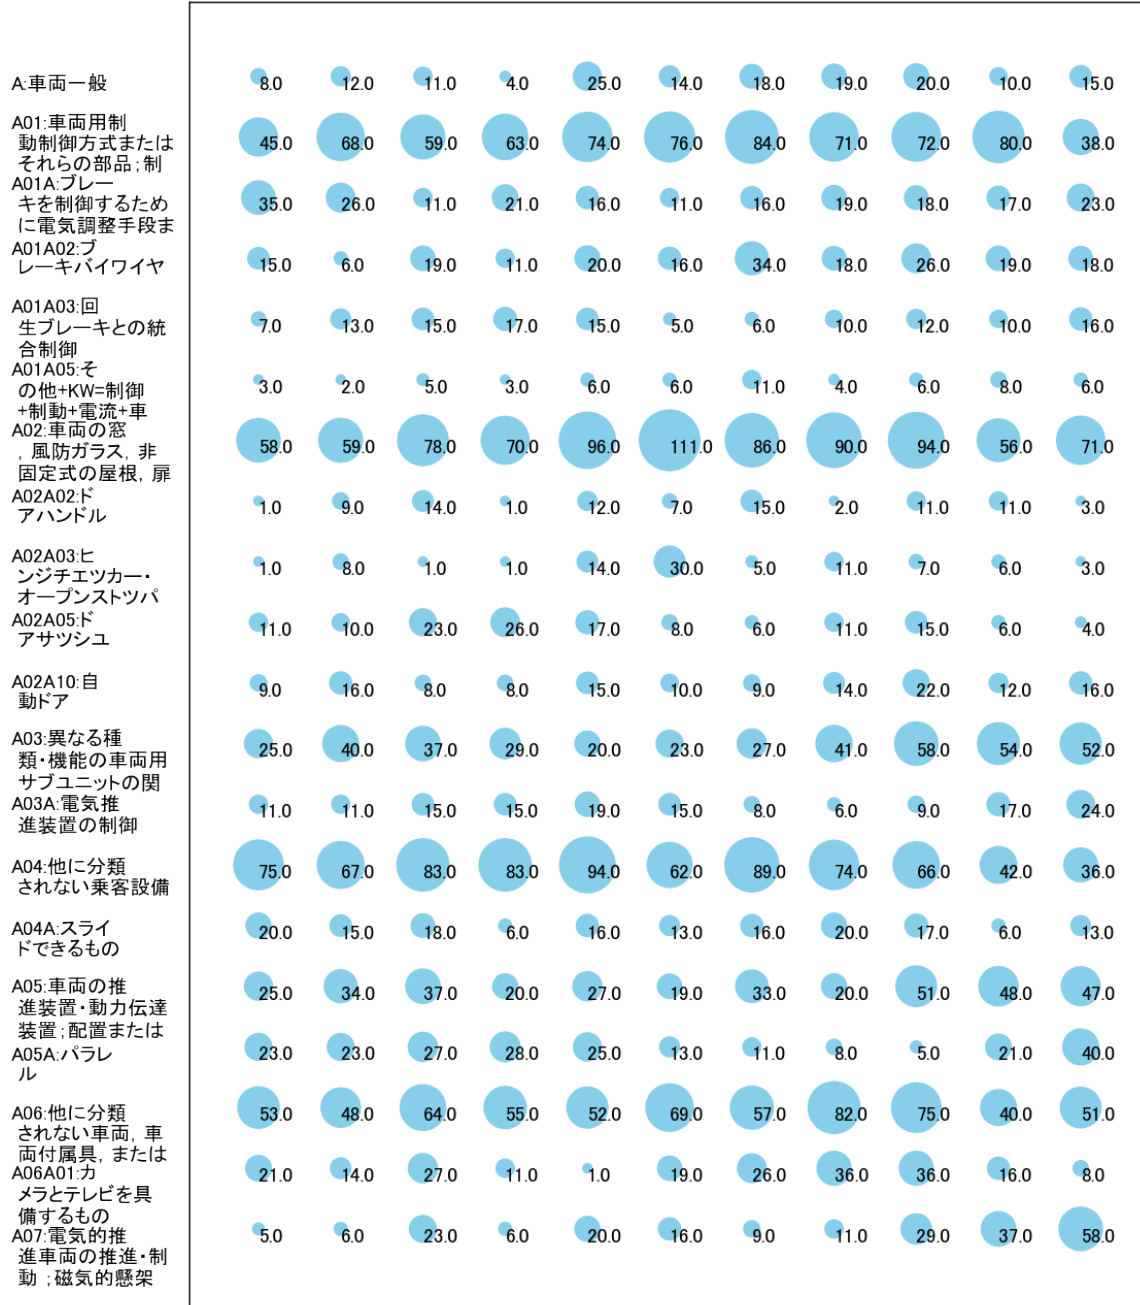 A:車両一般
8.0 12.0 11.0 4.0 25.0 14.0 18.0 19.0 20.0 10.0 15.0
A01:車両用制
動制御方式または
それらの部品;制
45.0 68.0 59.0 63.0 74.0 76.0 84.0 71.0 72.0 80.0 38.0
A01A:ブレー
キを制御するため
に電気調整手段ま
35.0 26.0 11.0 21.0 16.0 11.0 16.0 19.0 18.0 17.0 23.0
A01A02:ブ
レーキバイワイヤ
15.0 6.0 19.0 11.0 20.0 16.0 34.0 18.0 26.0 19.0 18.0
A01A03:回
生ブレーキとの統
合制御
7.0 13.0 15.0 17.0 15.0 5.0 6.0 10.0 12.0 10.0 16.0
A01A05:そ
の他+KW=制御
+制動+電流+車
3.0 2.0 5.0 3.0 6.0 6.0 11.0 4.0 6.0 8.0 6.0
A02:車両の窓
,風防ガラス,非
固定式の屋根,扉
58.0 59.0 78.0 70.0 96.0 111.0 86.0 90.0 94.0 56.0 71.0
A02A02:ド
アハンドル
1.0 9.0 14.0 1.0 12.0 7.0 15.0 2.0 11.0 11.0 3.0
A02A03:ヒ
ンジチエツカー・
オープンストツパ
1.0 8.0 1.0 1.0 14.0 30.0 5.0 11.0 7.0 6.0 3.0
A02A05:ド
アサツシユ
11.0 10.0 23.0 26.0 17.0 8.0 6.0 11.0 15.0 6.0 4.0
A02A10:自
動ドア
9.0 16.0 8.0 8.0 15.0 10.0 9.0 14.0 22.0 12.0 16.0
A03:異なる種
類・機能の車両用
サブユニットの関
25.0 40.0 37.0 29.0 20.0 23.0 27.0 41.0 58.0 54.0 52.0
A03A:電気推
進装置の制御
11.0 11.0 15.0 15.0 19.0 15.0 8.0 6.0 9.0 17.0 24.0
A04:他に分類
されない乗客設備
75.0 67.0 83.0 83.0 94.0 62.0 89.0 74.0 66.0 42.0 36.0
A04A:スライ
ドできるもの
20.0 15.0 18.0 6.0 16.0 13.0 16.0 20.0 17.0 6.0 13.0
A05:車両の推
進装置・動力伝達
装置;配置または
25.0 34.0 37.0 20.0 27.0 19.0 33.0 20.0 51.0 48.0 47.0
A05A:パラレ
ル
23.0 23.0 27.0 28.0 25.0 13.0 11.0 8.0 5.0 21.0 40.0
A06:他に分類
されない車両,車
両付属具,または
53.0 48.0 64.0 55.0 52.0 69.0 57.0 82.0 75.0 40.0 51.0
A06A01:カ
メラとテレビを具
備するもの
21.0 14.0 27.0 11.0 1.0 19.0 26.0 36.0 36.0 16.0 8.0
A07:電気的推
進車両の推進・制
動;磁気的懸架
5.0 6.0 23.0 6.0 20.0 16.0 9.0 11.0 29.0 37.0 58.0